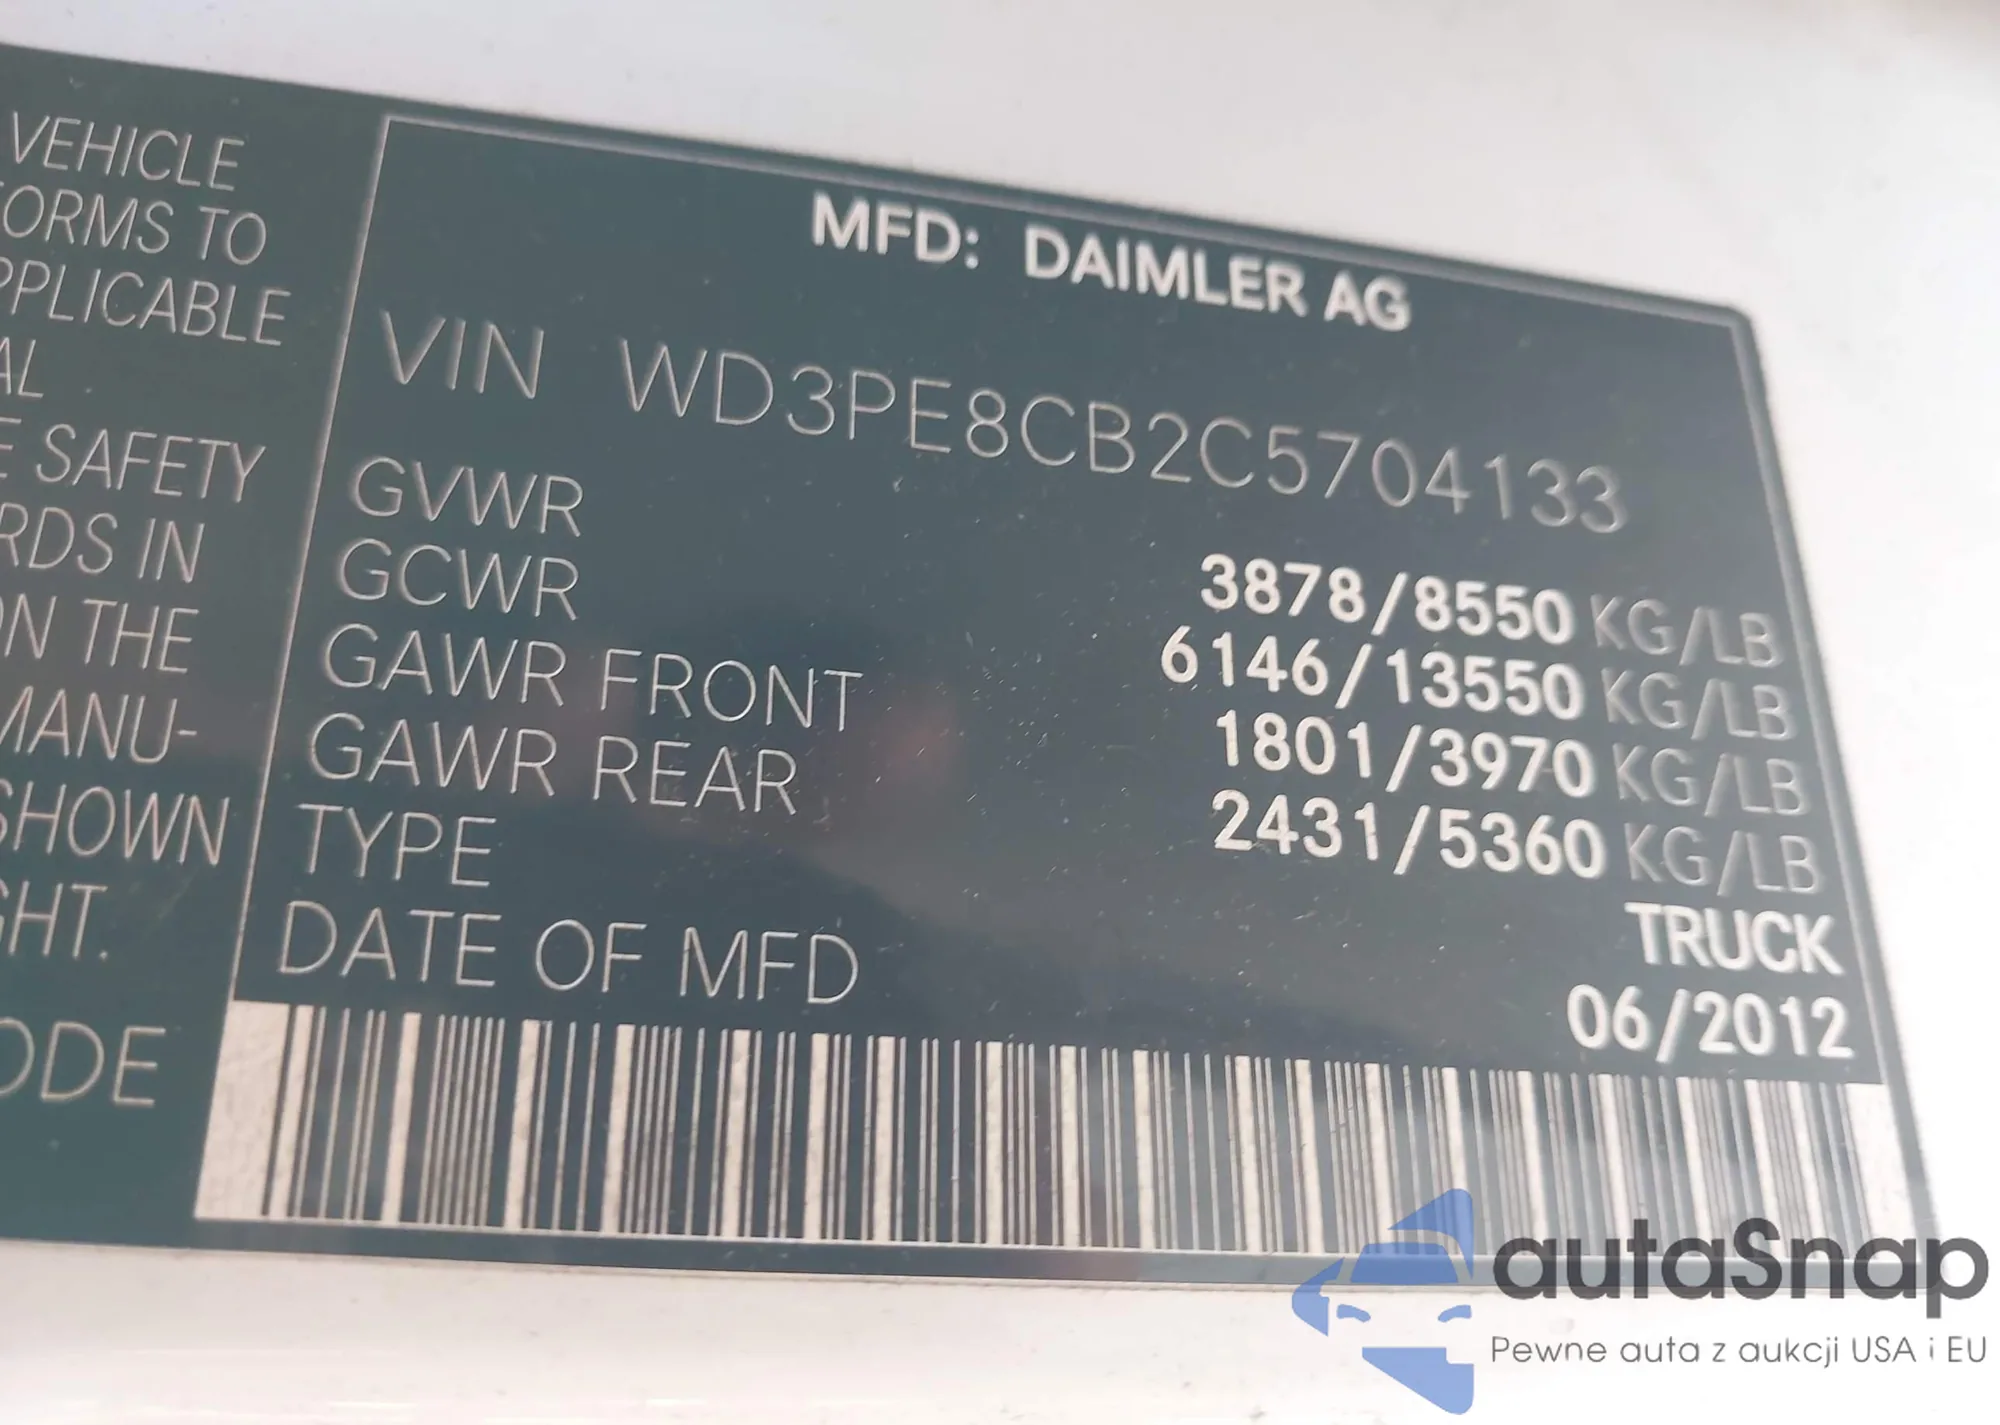 VEHICLE
ORMS TO
PPLICABLE
AL
E SAFETY
RDS IN
ON THE
MANU-
SHOWN
GHT.
ODE
MFD: DAIMLER AG
VIN WD3PE8CB2C5704133
GVWR 3878/8550 KG/LB
GCWR 6146/13550 KG/LB
GAWR FRONT 1801/3970 KG/LB
GAWR REAR 2431/5360 KG/LB
TYPE TRUCK
DATE OF MFD 06/2012
autaSnap
Pewne auta z aukcji USA i EU